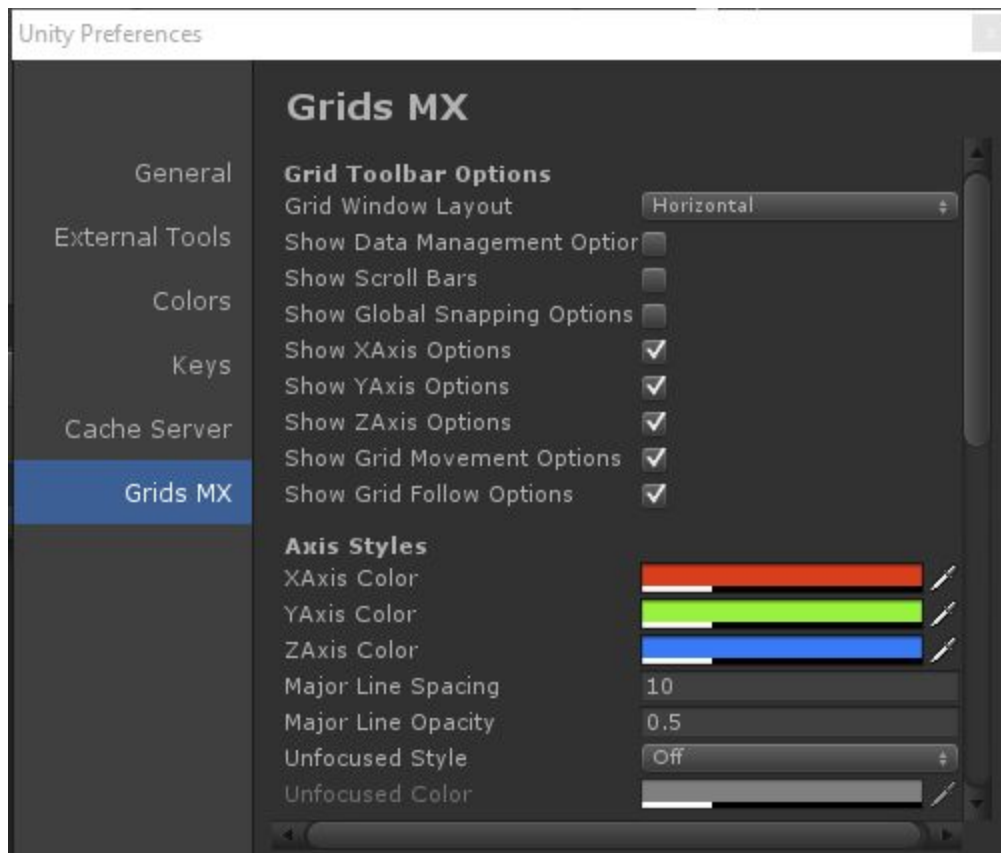 Unity Preferences
General
External Tools
Colors
Keys
Cache Server
Grids MX
Grids MX
Grid Toolbar Options
Grid Window Layout Horizontal
Show Data Management Optior
Show Scroll Bars
Show Global Snapping Options
Show XAxis Options
Show YAxis Options
Show ZAxis Options
Show Grid Movement Options
Show Grid Follow Options
Axis Styles
XAxis Color
YAxis Color
ZAxis Color
Major Line Spacing 10
Major Line Opacity 0.5
Unfocused Style Off
Unfocused Color